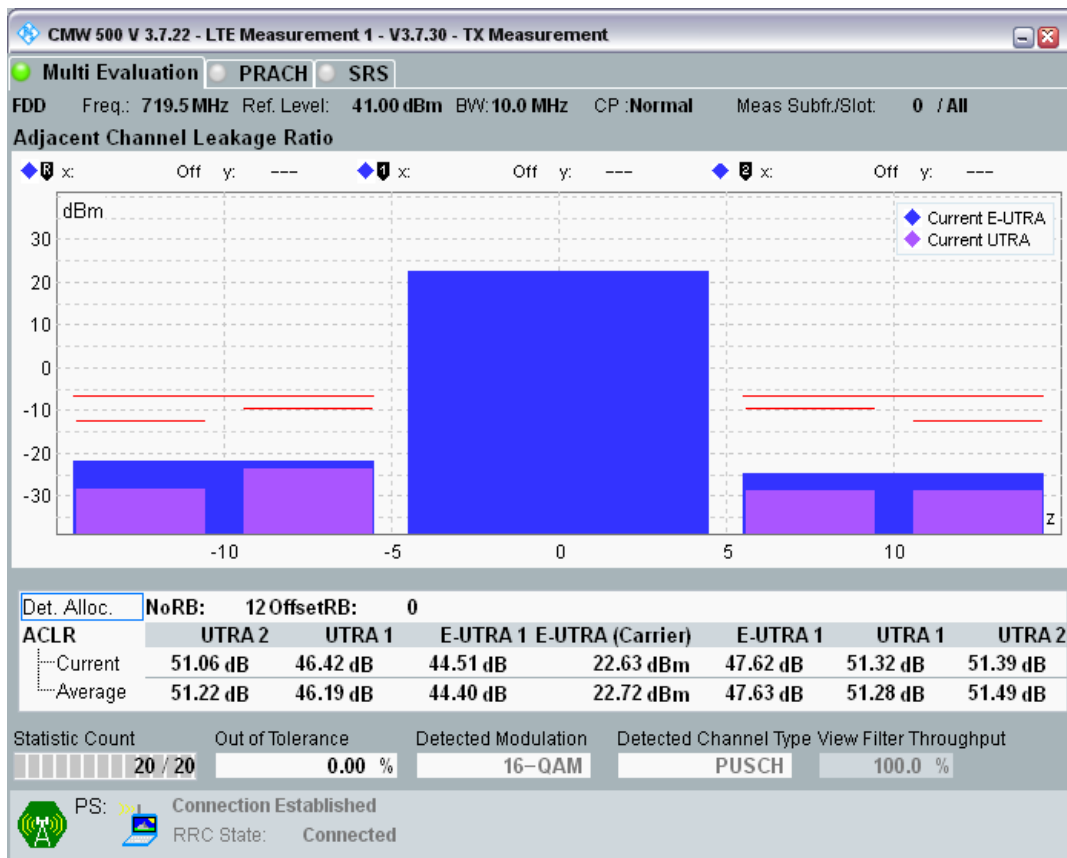 CMW 500 V 3.7.22 - LTE Measurement 1 - V3.7.30 - TX Measurement
Multi Evaluation PRACH SRS
FDD Freq.: 719.5 MHz Ref. Level: 41.00 dBm BW: 10.0 MHz CP :Normal Meas Subfr./Slot: 0 / All
Adjacent Channel Leakage Ratio
R x: Off y: --- 1 x: Off y: --- 2 x: Off y: ---
dBm
Current E-UTRA
Current UTRA
30
20
10
0
-10
-20
-30
z
-10 -5 0 5 10
Det. Alloc. NoRB: 12 OffsetRB: 0
ACLR UTRA 2 UTRA 1 E-UTRA 1 E-UTRA (Carrier) E-UTRA 1 UTRA 1 UTRA 2
Current 51.06 dB 46.42 dB 44.51 dB 22.63 dBm 47.62 dB 51.32 dB 51.39 dB
Average 51.22 dB 46.19 dB 44.40 dB 22.72 dBm 47.63 dB 51.28 dB 51.49 dB
Statistic Count Out of Tolerance Detected Modulation Detected Channel Type View Filter Throughput
20 / 20 0.00 % 16-QAM PUSCH 100.0 %
PS: Connection Established
RRC State: Connected